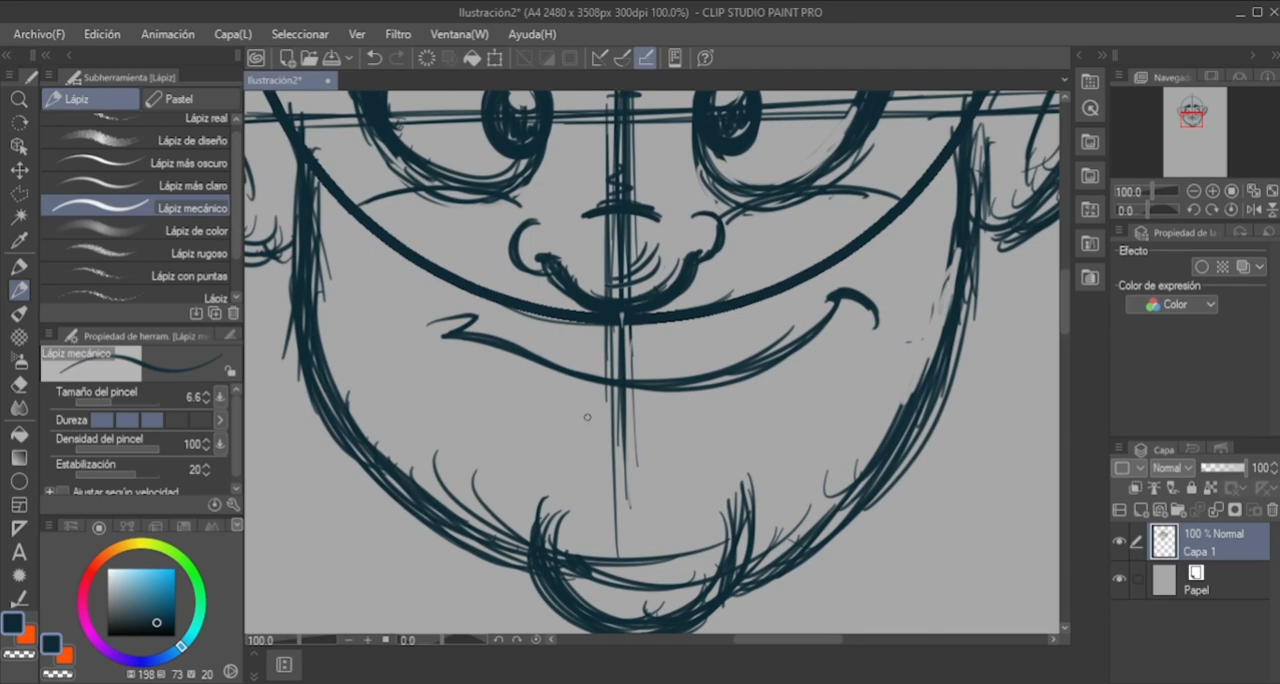 Ilustración2* (A4 2480 x 3508px 300dpi 100.0%) - CLIP STUDIO PAINT PRO
Archivo(F) Edición Animación Capa(L) Seleccionar Ver Filtro Ventana(W) Ayuda(H)
Subherramienta [Lápiz]
Lápiz Pastel
Lápiz real
Lápiz de diseño
Lápiz más oscuro
Lápiz más claro
Lápiz mecánico
Lápiz de color
Lápiz rugoso
Lápiz con puntas
Lápiz
Propiedad de herram. [Lápiz me
Lápiz mecánico
Tamaño del pincel 6.6
Dureza
Densidad del pincel 100
Estabilización 20
Ajustar según velocidad
198 73 20
Ilustración2*
100.0 0.0
Navegad
100.0
0.0
Propiedad de la
Efecto
Color de expresión
Color
Capa
Normal 100
100 % Normal
Capa 1
Papel